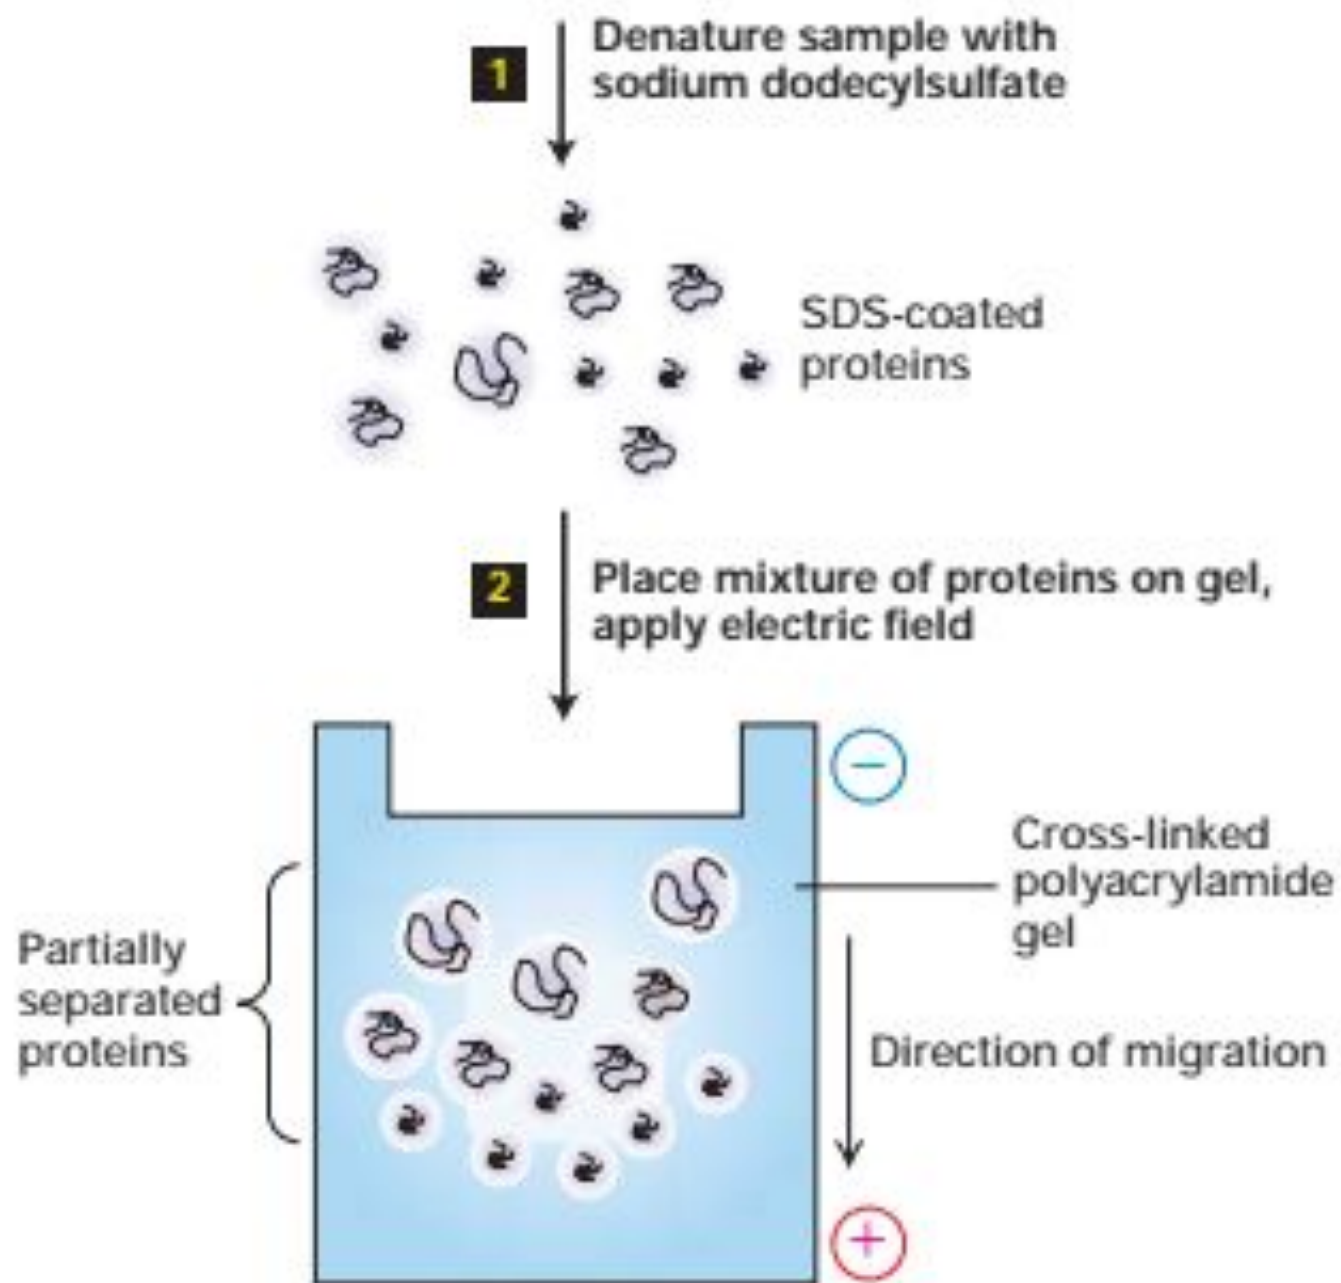 1
Denature sample with
sodium dodecylsulfate
SDS-coated
proteins
2
Place mixture of proteins on gel,
apply electric field
−
Cross-linked
polyacrylamide
gel
Partially
separated
proteins
Direction of migration
+